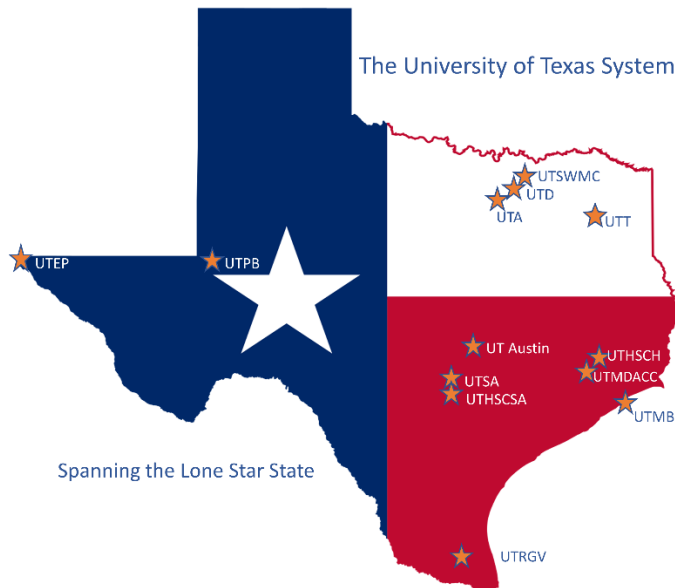 The University of Texas System
UTSWMC
UTD
UTA
UTT
UTEP
UTPB
UT Austin
UTHSCH
UTSA
UTMDACC
UTHSCSA
UTMB
Spanning the Lone Star State
UTRGV